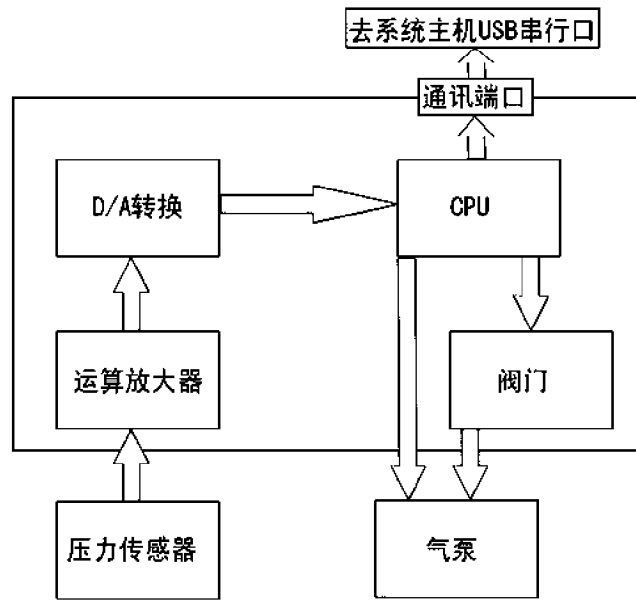 去系统主机USB串行口
通讯端口
D/A转换
CPU
运算放大器
阀门
压力传感器
气泵